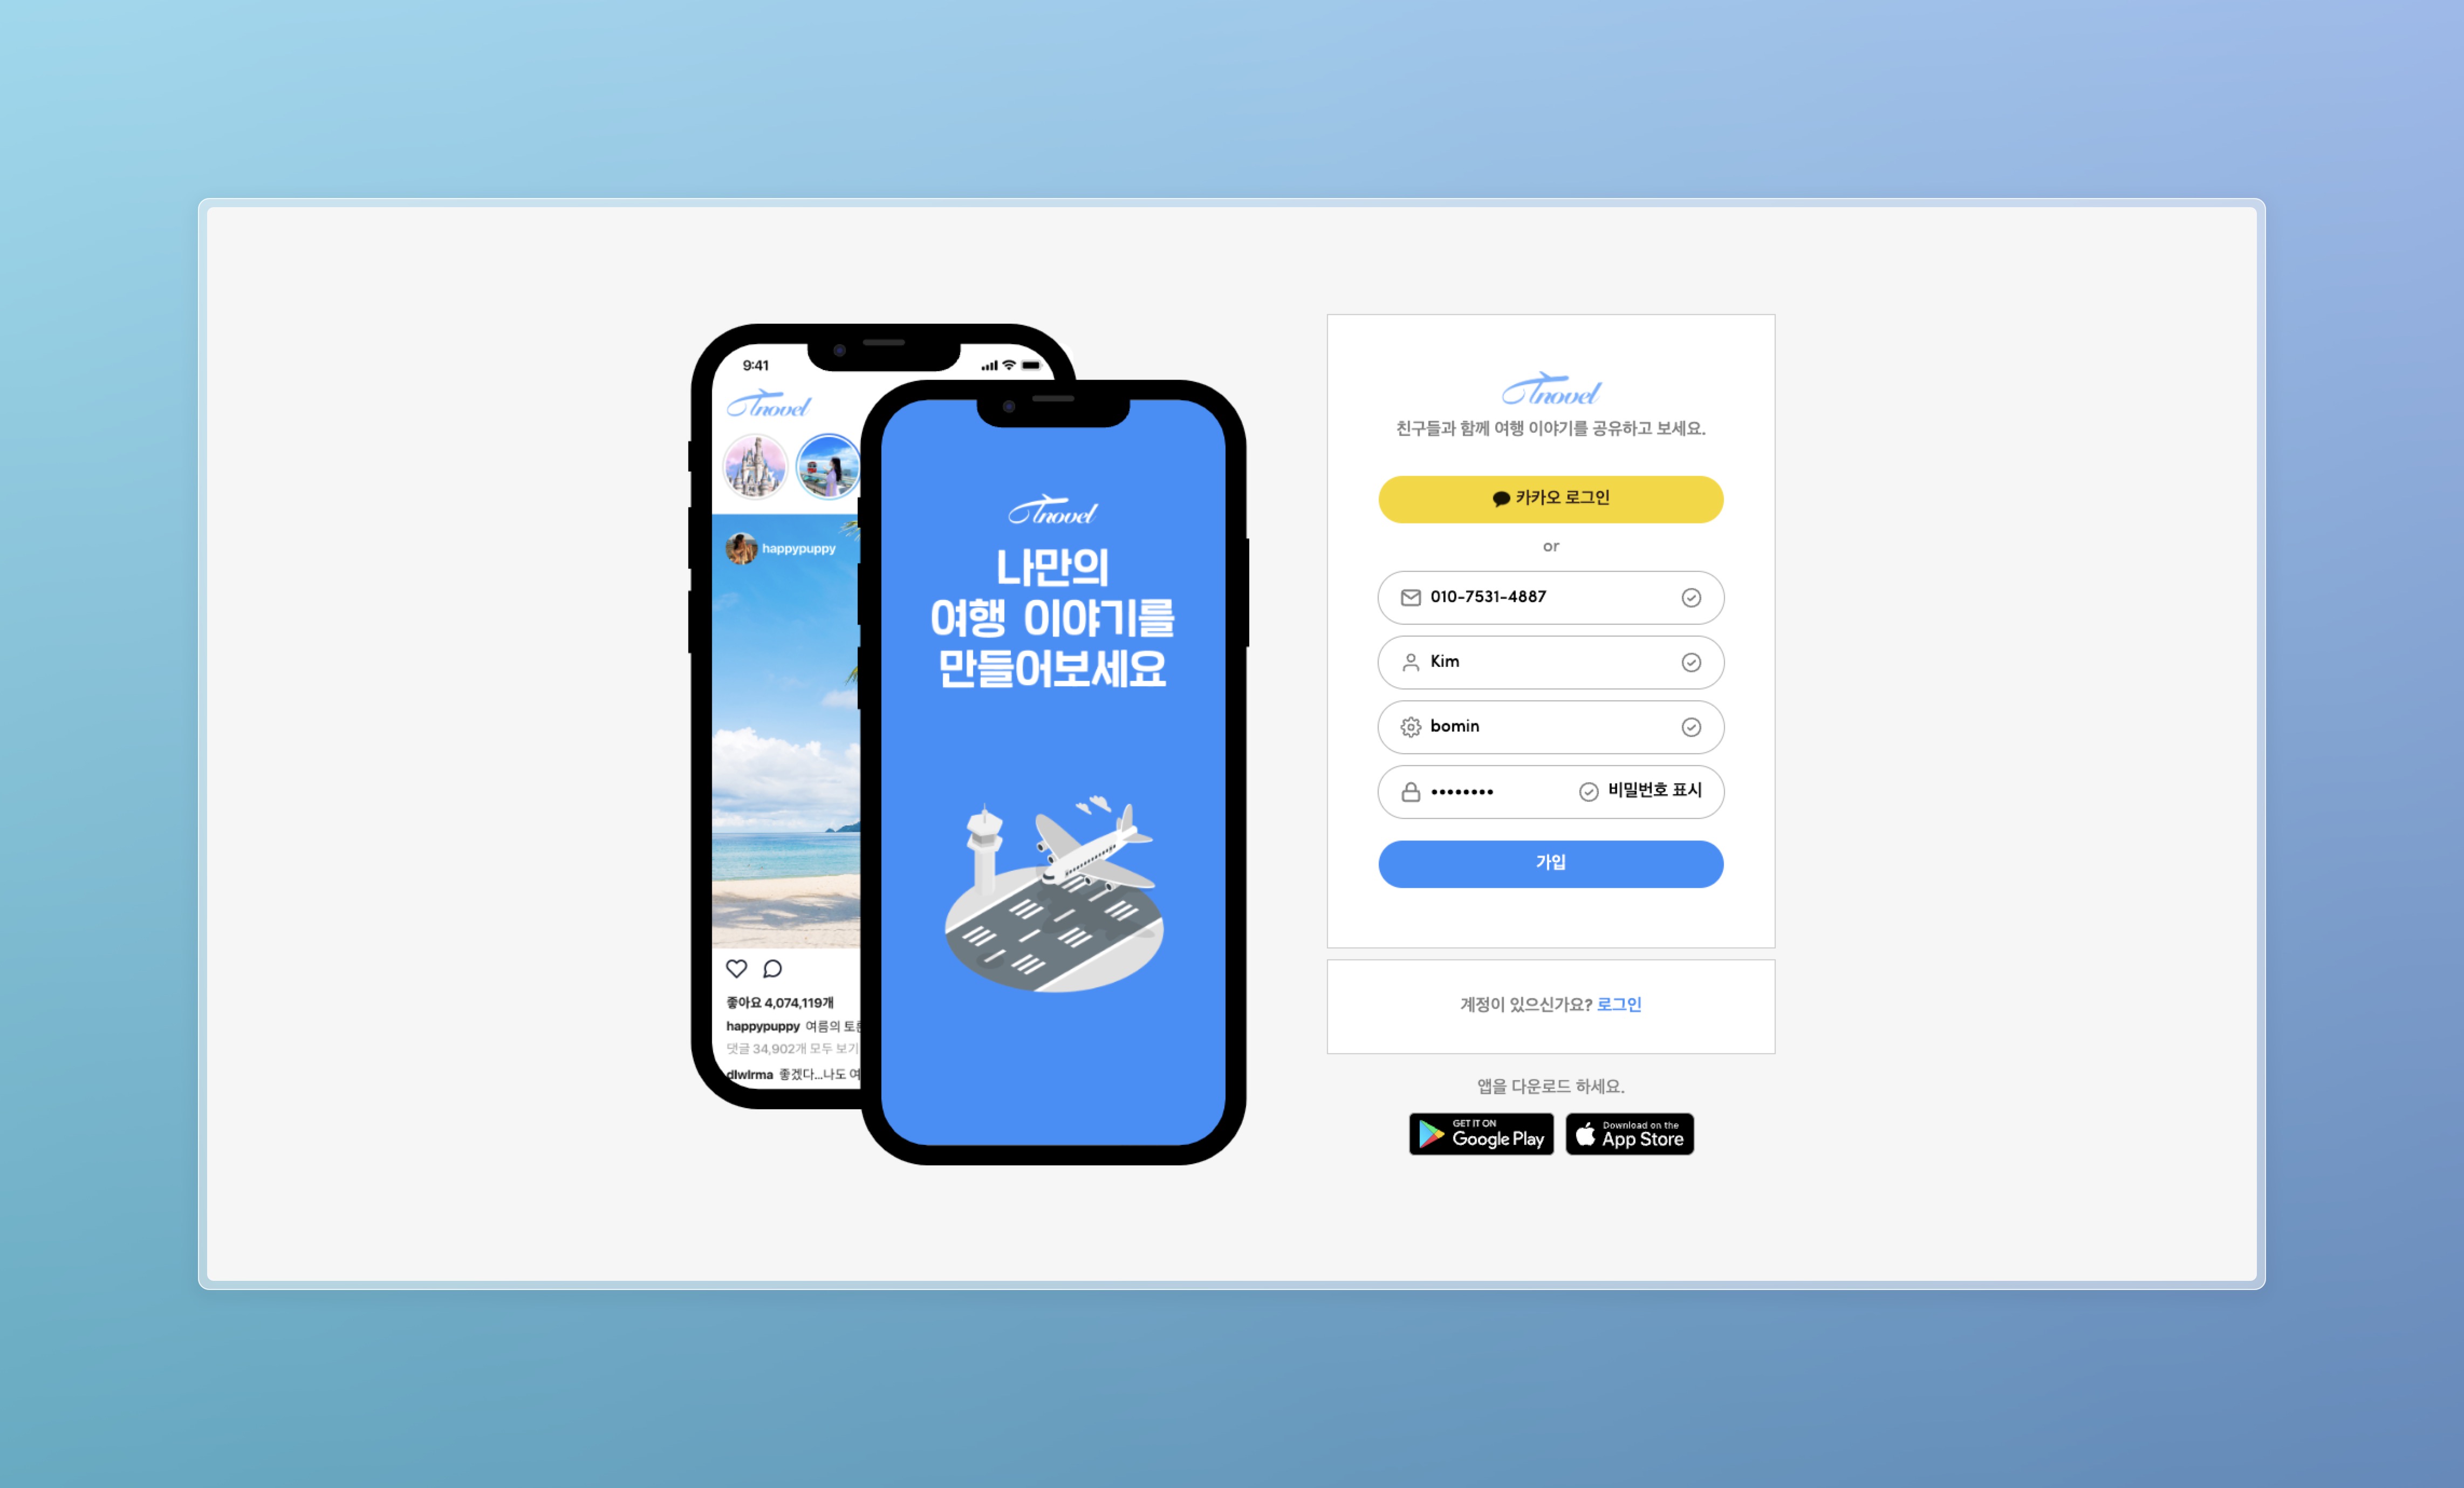 9:41
Tnovel
happypuppy
좋아요 4,074,119개
happypuppy 여름의
댓글 34,902개 모두 보기
dlwlrma 좋겠다...나도 여
Tnovel
나만의
여행 이야기를
만들어보세요
Tnovel
친구들과 함께 여행 이야기를 공유하고 보세요.
카카오 로그인
or
010-7531-4887
Kim
bomin
•••••••• 비밀번호 표시
가입
계정이 있으신가요? 로그인
앱을 다운로드 하세요.
GET IT ON
Google Play
Download on the
App Store